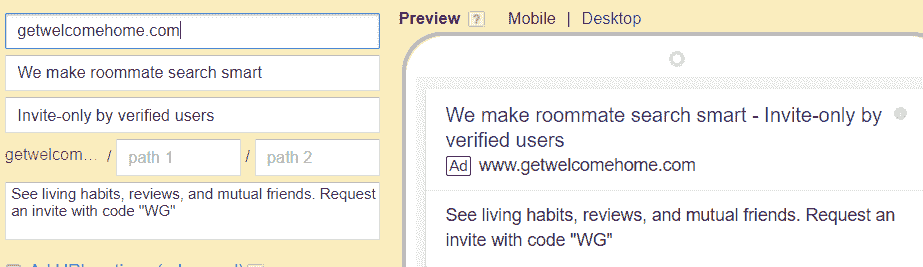 getwelcomehome.com
We make roommate search smart
Invite-only by verified users
getwelcom... / path 1 / path 2
See living habits, reviews, and mutual friends. Request
an invite with code "WG"
Preview ? Mobile | Desktop
We make roommate search smart - Invite-only by
verified users
Ad www.getwelcomehome.com
See living habits, reviews, and mutual friends. Request an
invite with code "WG"